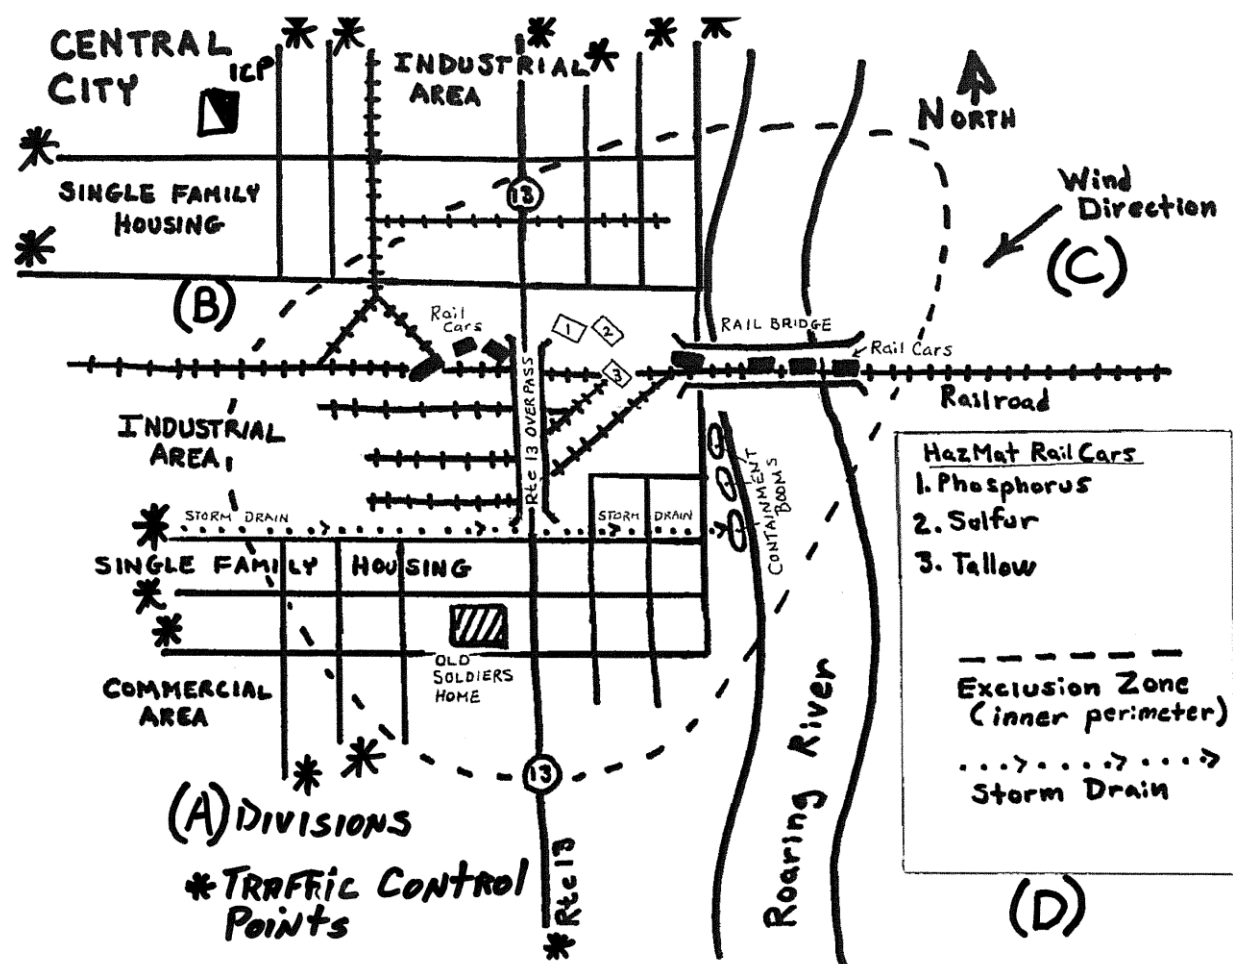 CENTRAL
CITY
ICP
INDUSTRIAL
AREA
NORTH
Wind
Direction
(C)
SINGLE FAMILY
HOUSING
13
(B)
Rail
Cars
1
2
3
RAIL BRIDGE
Rail Cars
Railroad
Rte 13 OVERPASS
INDUSTRIAL
AREA
CONTAINMENT
BOOMS
STORM DRAIN
STORM DRAIN
SINGLE FAMILY HOUSING
OLD
SOLDIERS
HOME
COMMERCIAL
AREA
13
Rte 13
Roaring River
HazMat Rail Cars
1. Phosphorus
2. Sulfur
3. Tallow
Exclusion Zone
(inner perimeter)
Storm Drain
(D)
(A) DIVISIONS
* TRAFFIC CONTROL
POINTS